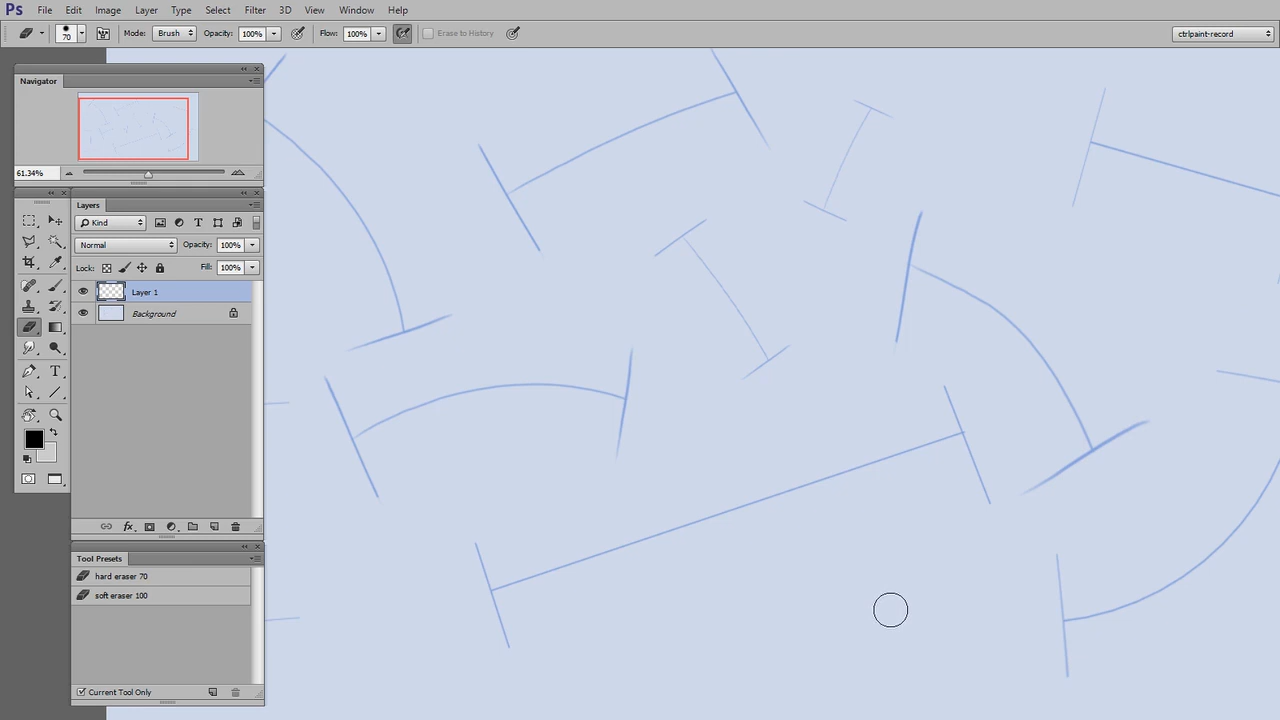 Ps File Edit Image Layer Type Select Filter 3D View Window Help
70 Mode: Brush Opacity: 100% Flow: 100% Erase to History ctrlpaint-record
Navigator
61.34%
Layers
Kind
Normal Opacity: 100%
Lock: Fill: 100%
Layer 1
Background
Tool Presets
hard eraser 70
soft eraser 100
Current Tool Only